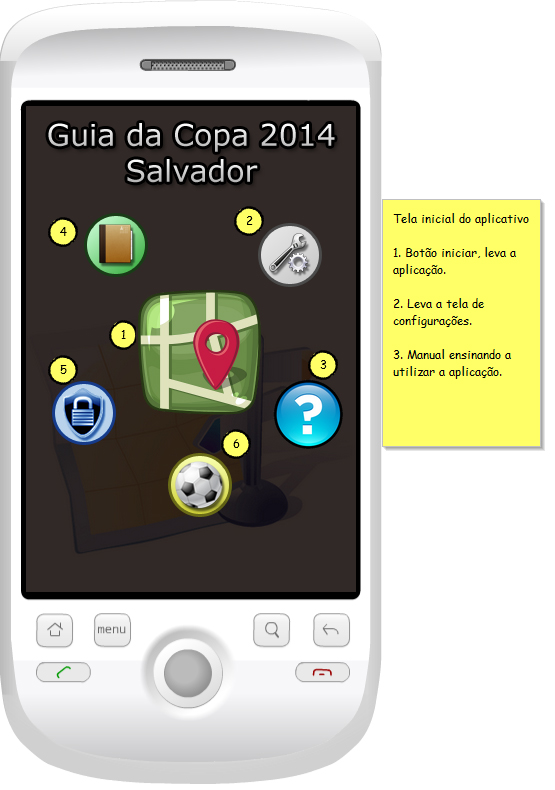 Guia da Copa 2014
Salvador
4
2
1
5
3
6
menu
Tela inicial do aplicativo
1. Botão iniciar, leva a
aplicação.
2. Leva a tela de
configurações.
3. Manual ensinando a
utilizar a aplicação.